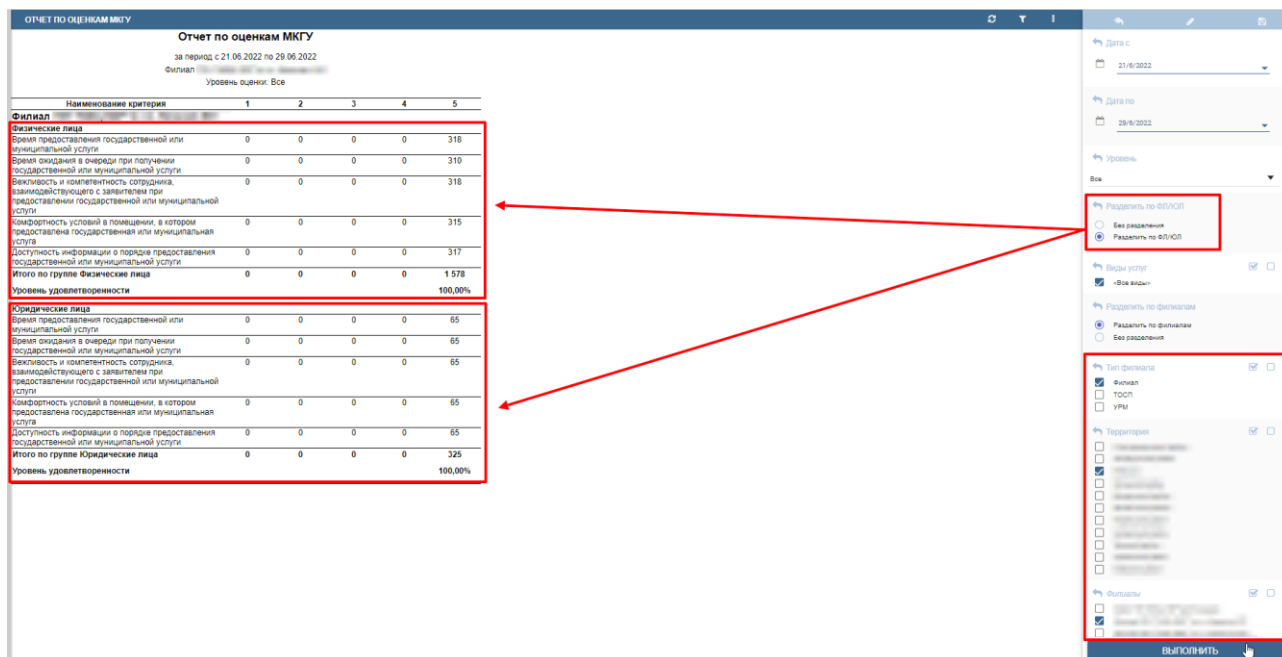 ОТЧЕТ ПО ОЦЕНКАМ МКГУ
Отчет по оценкам МКГУ
за период с 21.06.2022 по 29.06.2022
Филиал
Уровень оценки: Все
Наименование критерия 1 2 3 4 5
Филиал
Физические лица
Время предоставления государственной или 0 0 0 0 318
муниципальной услуги
Время ожидания в очереди при получении 0 0 0 0 310
государственной или муниципальной услуги
Вежливость и компетентность сотрудника, 0 0 0 0 318
взаимодействующего с заявителем при
предоставлении государственной или муниципальной
услуги
Комфортность условий в помещении, в котором 0 0 0 0 315
предоставлена государственная или муниципальная
услуга
Доступность информации о порядке предоставления 0 0 0 0 317
государственной или муниципальной услуги
Итого по группе Физические лица 0 0 0 0 1 578
Уровень удовлетворенности 100,00%
Юридические лица
Время предоставления государственной или 0 0 0 0 65
муниципальной услуги
Время ожидания в очереди при получении 0 0 0 0 65
государственной или муниципальной услуги
Вежливость и компетентность сотрудника, 0 0 0 0 65
взаимодействующего с заявителем при
предоставлении государственной или муниципальной
услуги
Комфортность условий в помещении, в котором 0 0 0 0 65
предоставлена государственная или муниципальная
услуга
Доступность информации о порядке предоставления 0 0 0 0 65
государственной или муниципальной услуги
Итого по группе Юридические лица 0 0 0 0 325
Уровень удовлетворенности 100,00%
Дата с
21/6/2022
Дата по
29/6/2022
Уровень
Все
Разделить по ФЛ/ЮЛ
Без разделения
Разделить по ФЛ/ЮЛ
Виды услуг
«Все виды»
Разделить по филиалам
Разделить по филиалам
Без разделения
Тип филиала
Филиал
ТОСП
УРМ
Территория
Филиалы
ВЫПОЛНИТЬ